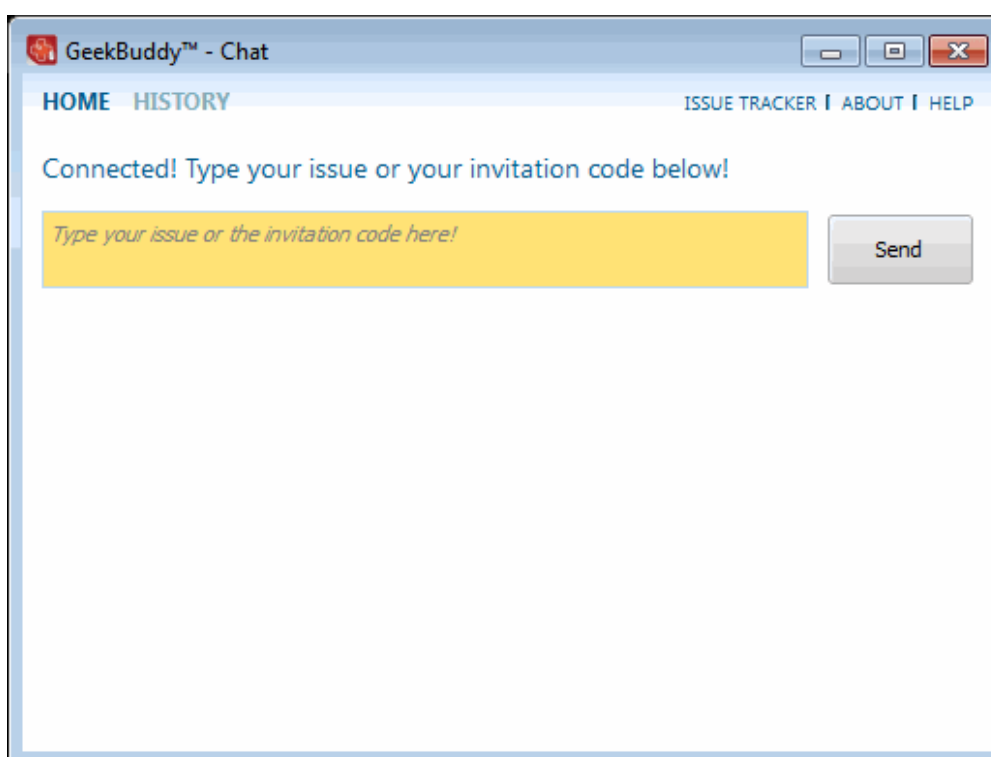 GeekBuddy™ - Chat
HOME HISTORY ISSUE TRACKER | ABOUT | HELP
Connected! Type your issue or your invitation code below!
Type your issue or the invitation code here!
Send